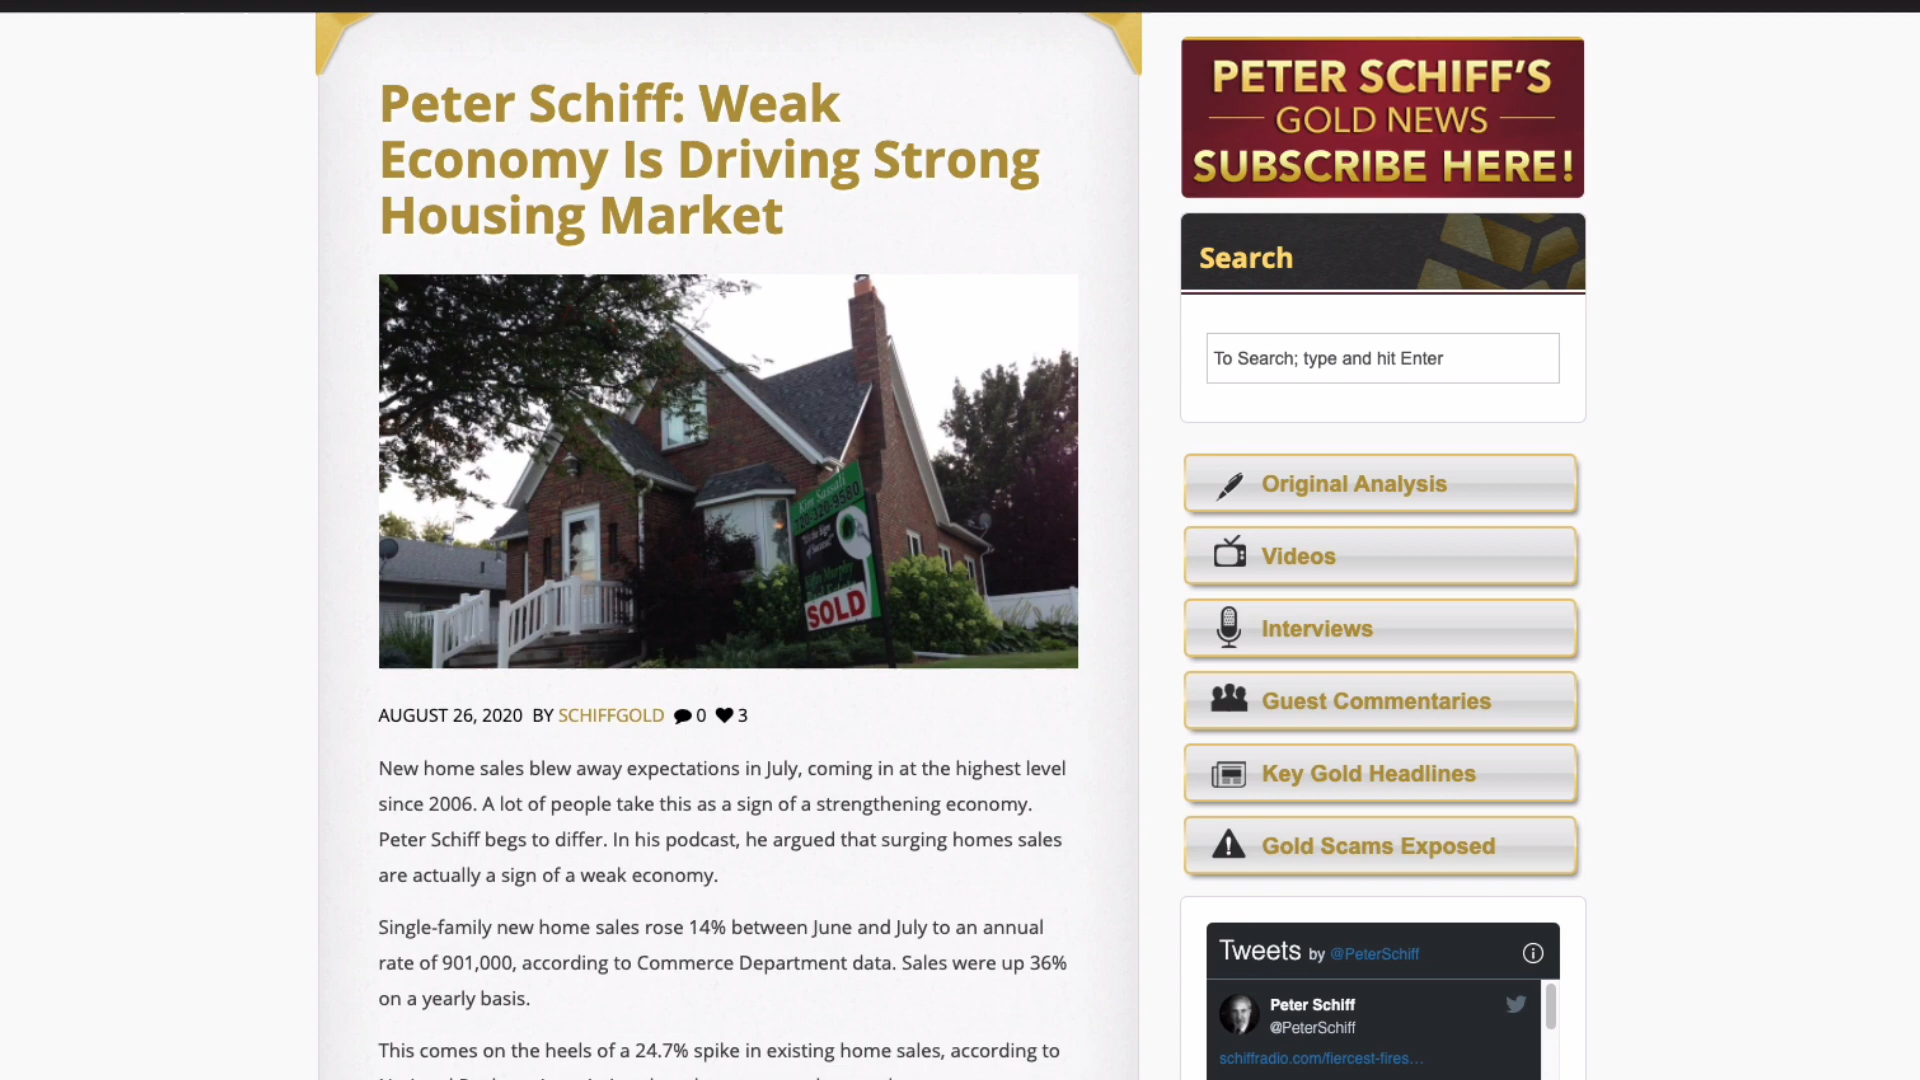 Peter Schiff: Weak
Economy Is Driving Strong
Housing Market
Kim Sassali
720-9580
SOLD
AUGUST 26, 2020 BY SCHIFFGOLD 0 3
New home sales blew away expectations in July, coming in at the highest level
since 2006. A lot of people take this as a sign of a strengthening economy.
Peter Schiff begs to differ. In his podcast, he argued that surging homes sales
are actually a sign of a weak economy.
Single-family new home sales rose 14% between June and July to an annual
rate of 901,000, according to Commerce Department data. Sales were up 36%
on a yearly basis.
This comes on the heels of a 24.7% spike in existing home sales, according to
PETER SCHIFF'S
GOLD NEWS
SUBSCRIBE HERE!
Search
To Search; type and hit Enter
Original Analysis
Videos
Interviews
Guest Commentaries
Key Gold Headlines
Gold Scams Exposed
Tweets by @PeterSchiff
Peter Schiff
@PeterSchiff
schiffradio.com/fiercest-fires…